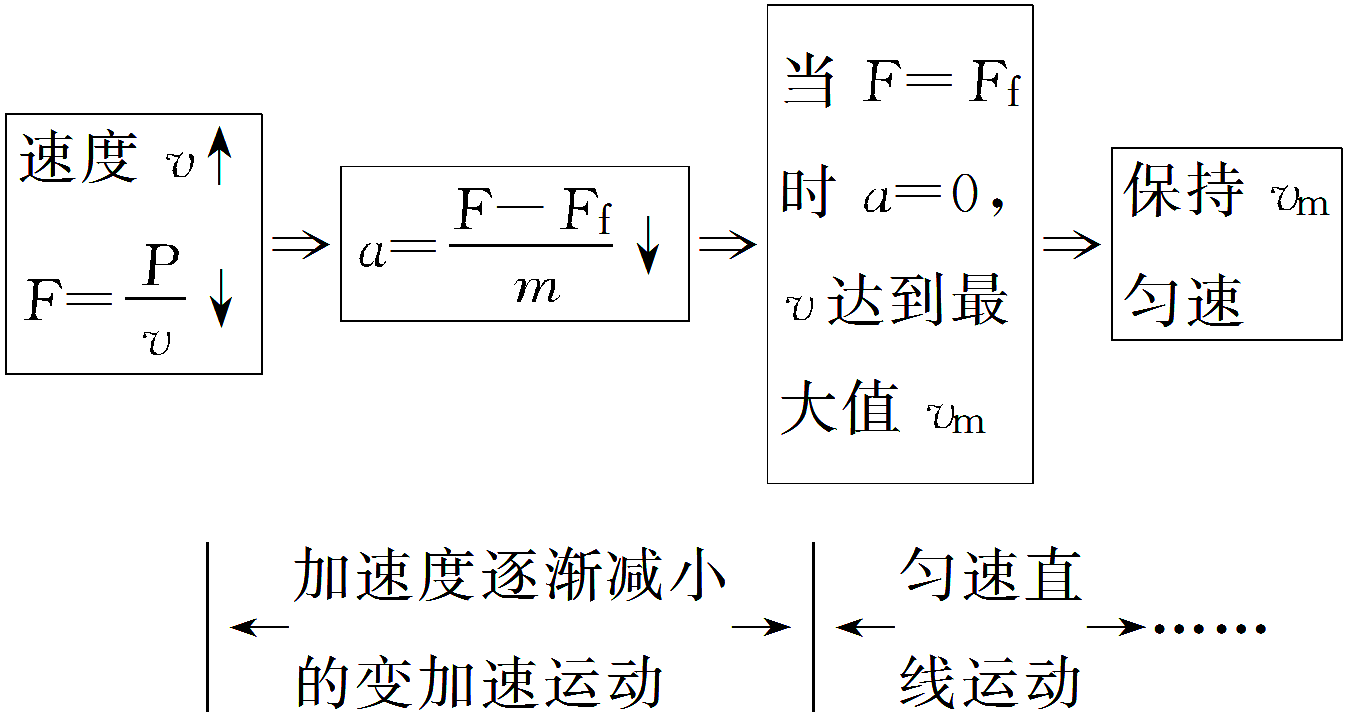 速度 v↑
F=P/v↓
⇒
a=(F－Ff)/m↓
⇒
当 F=Ff
时 a=0，
v达到最
大值 vm
⇒
保持 vm
匀速
加速度逐渐减小
的变加速运动
匀速直
线运动
……